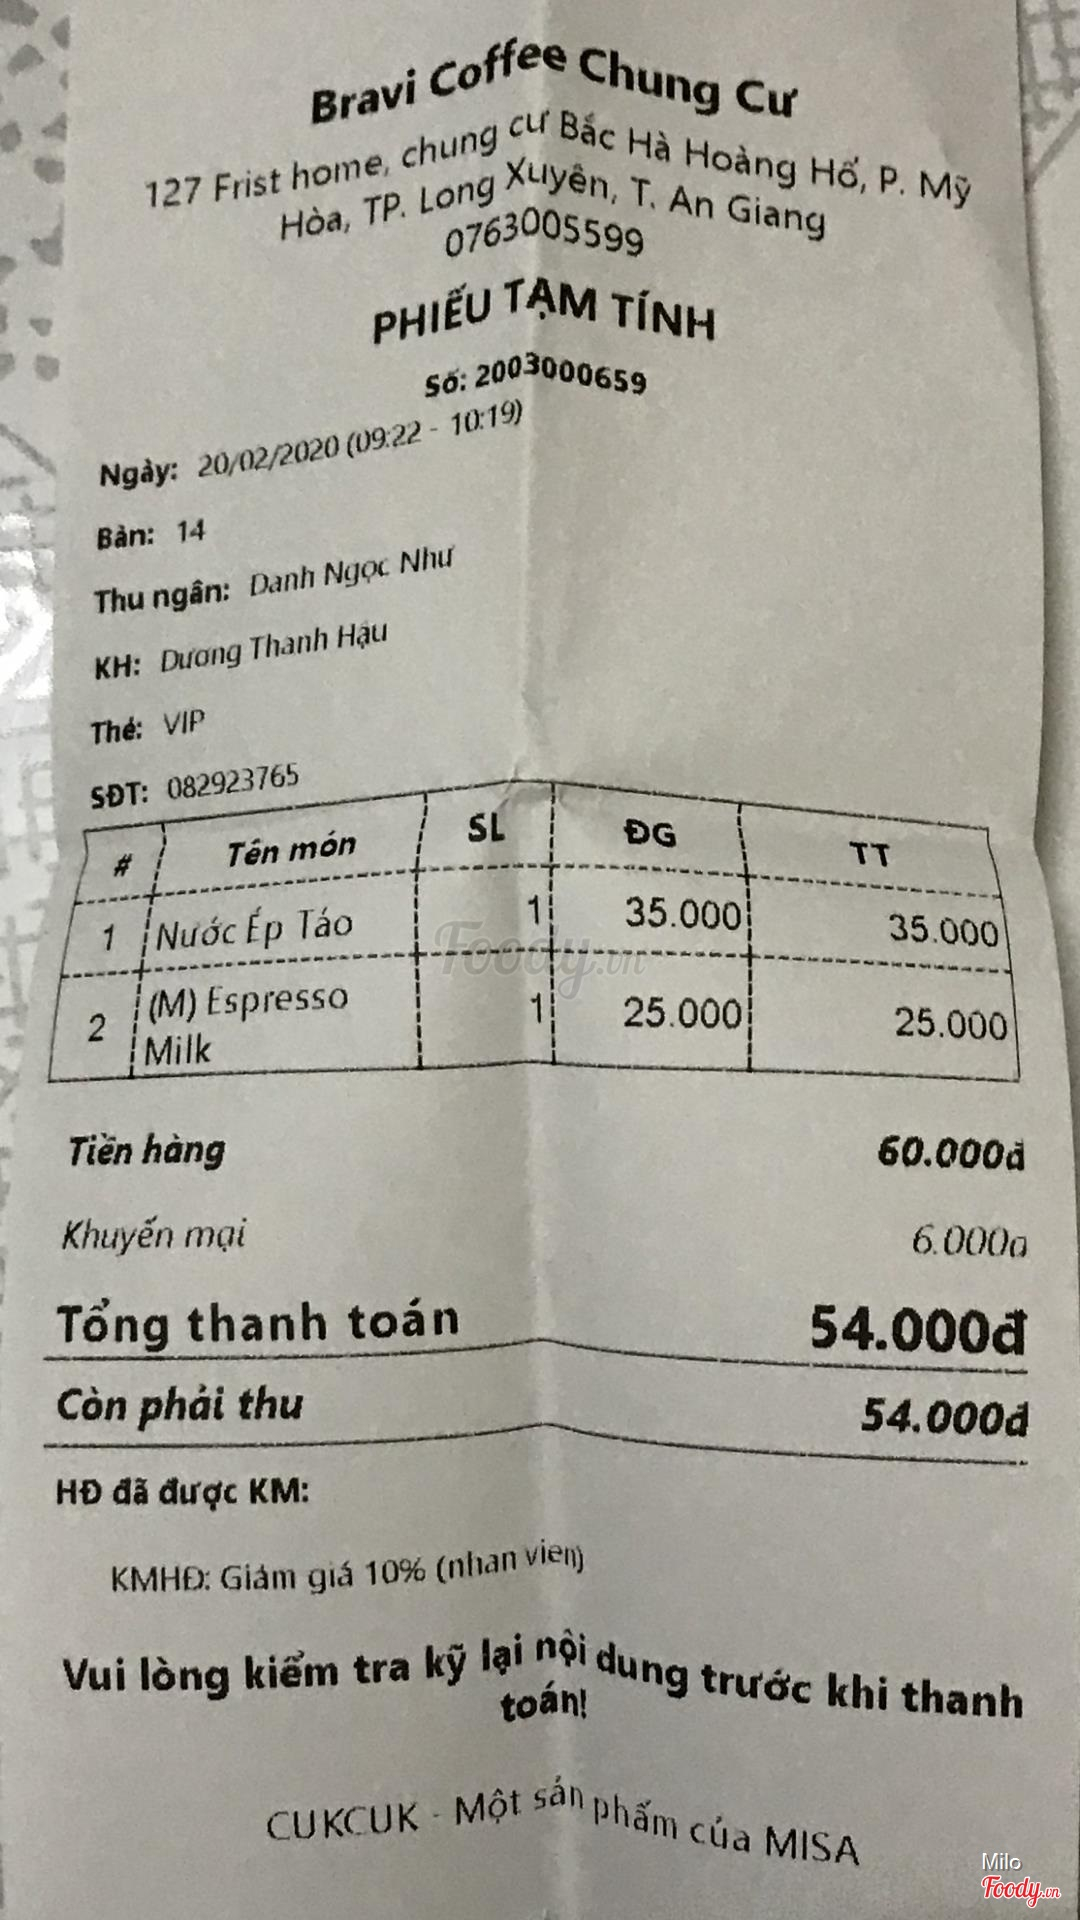 Bravi Coffee Chung Cư
127 Frist home, chung cư Bắc Hà Hoàng Hổ, P. Mỹ
Hòa, TP. Long Xuyên, T. An Giang
0763005599
PHIẾU TẠM TÍNH
Số: 2003000659
Ngày: 20/02/2020 (09:22 - 10:19)
Bàn: 14
Thu ngân: Danh Ngọc Như
KH: Dương Thanh Hậu
Thẻ: VIP
SĐT: 082923765
# Tên món SL ĐG TT
1 Nước Ép Táo 1 35.000 35.000
2 (M) Espresso Milk 1 25.000 25.000
Tiền hàng 60.000đ
Khuyến mại 6.000đ
Tổng thanh toán 54.000đ
Còn phải thu 54.000đ
HĐ đã được KM:
KMHĐ: Giảm giá 10% (nhan vien)
Vui lòng kiểm tra kỹ lại nội dung trước khi thanh
toán!
CUKCUK - Một sản phẩm của MISA
Foody.vn
Milo
Foody.vn